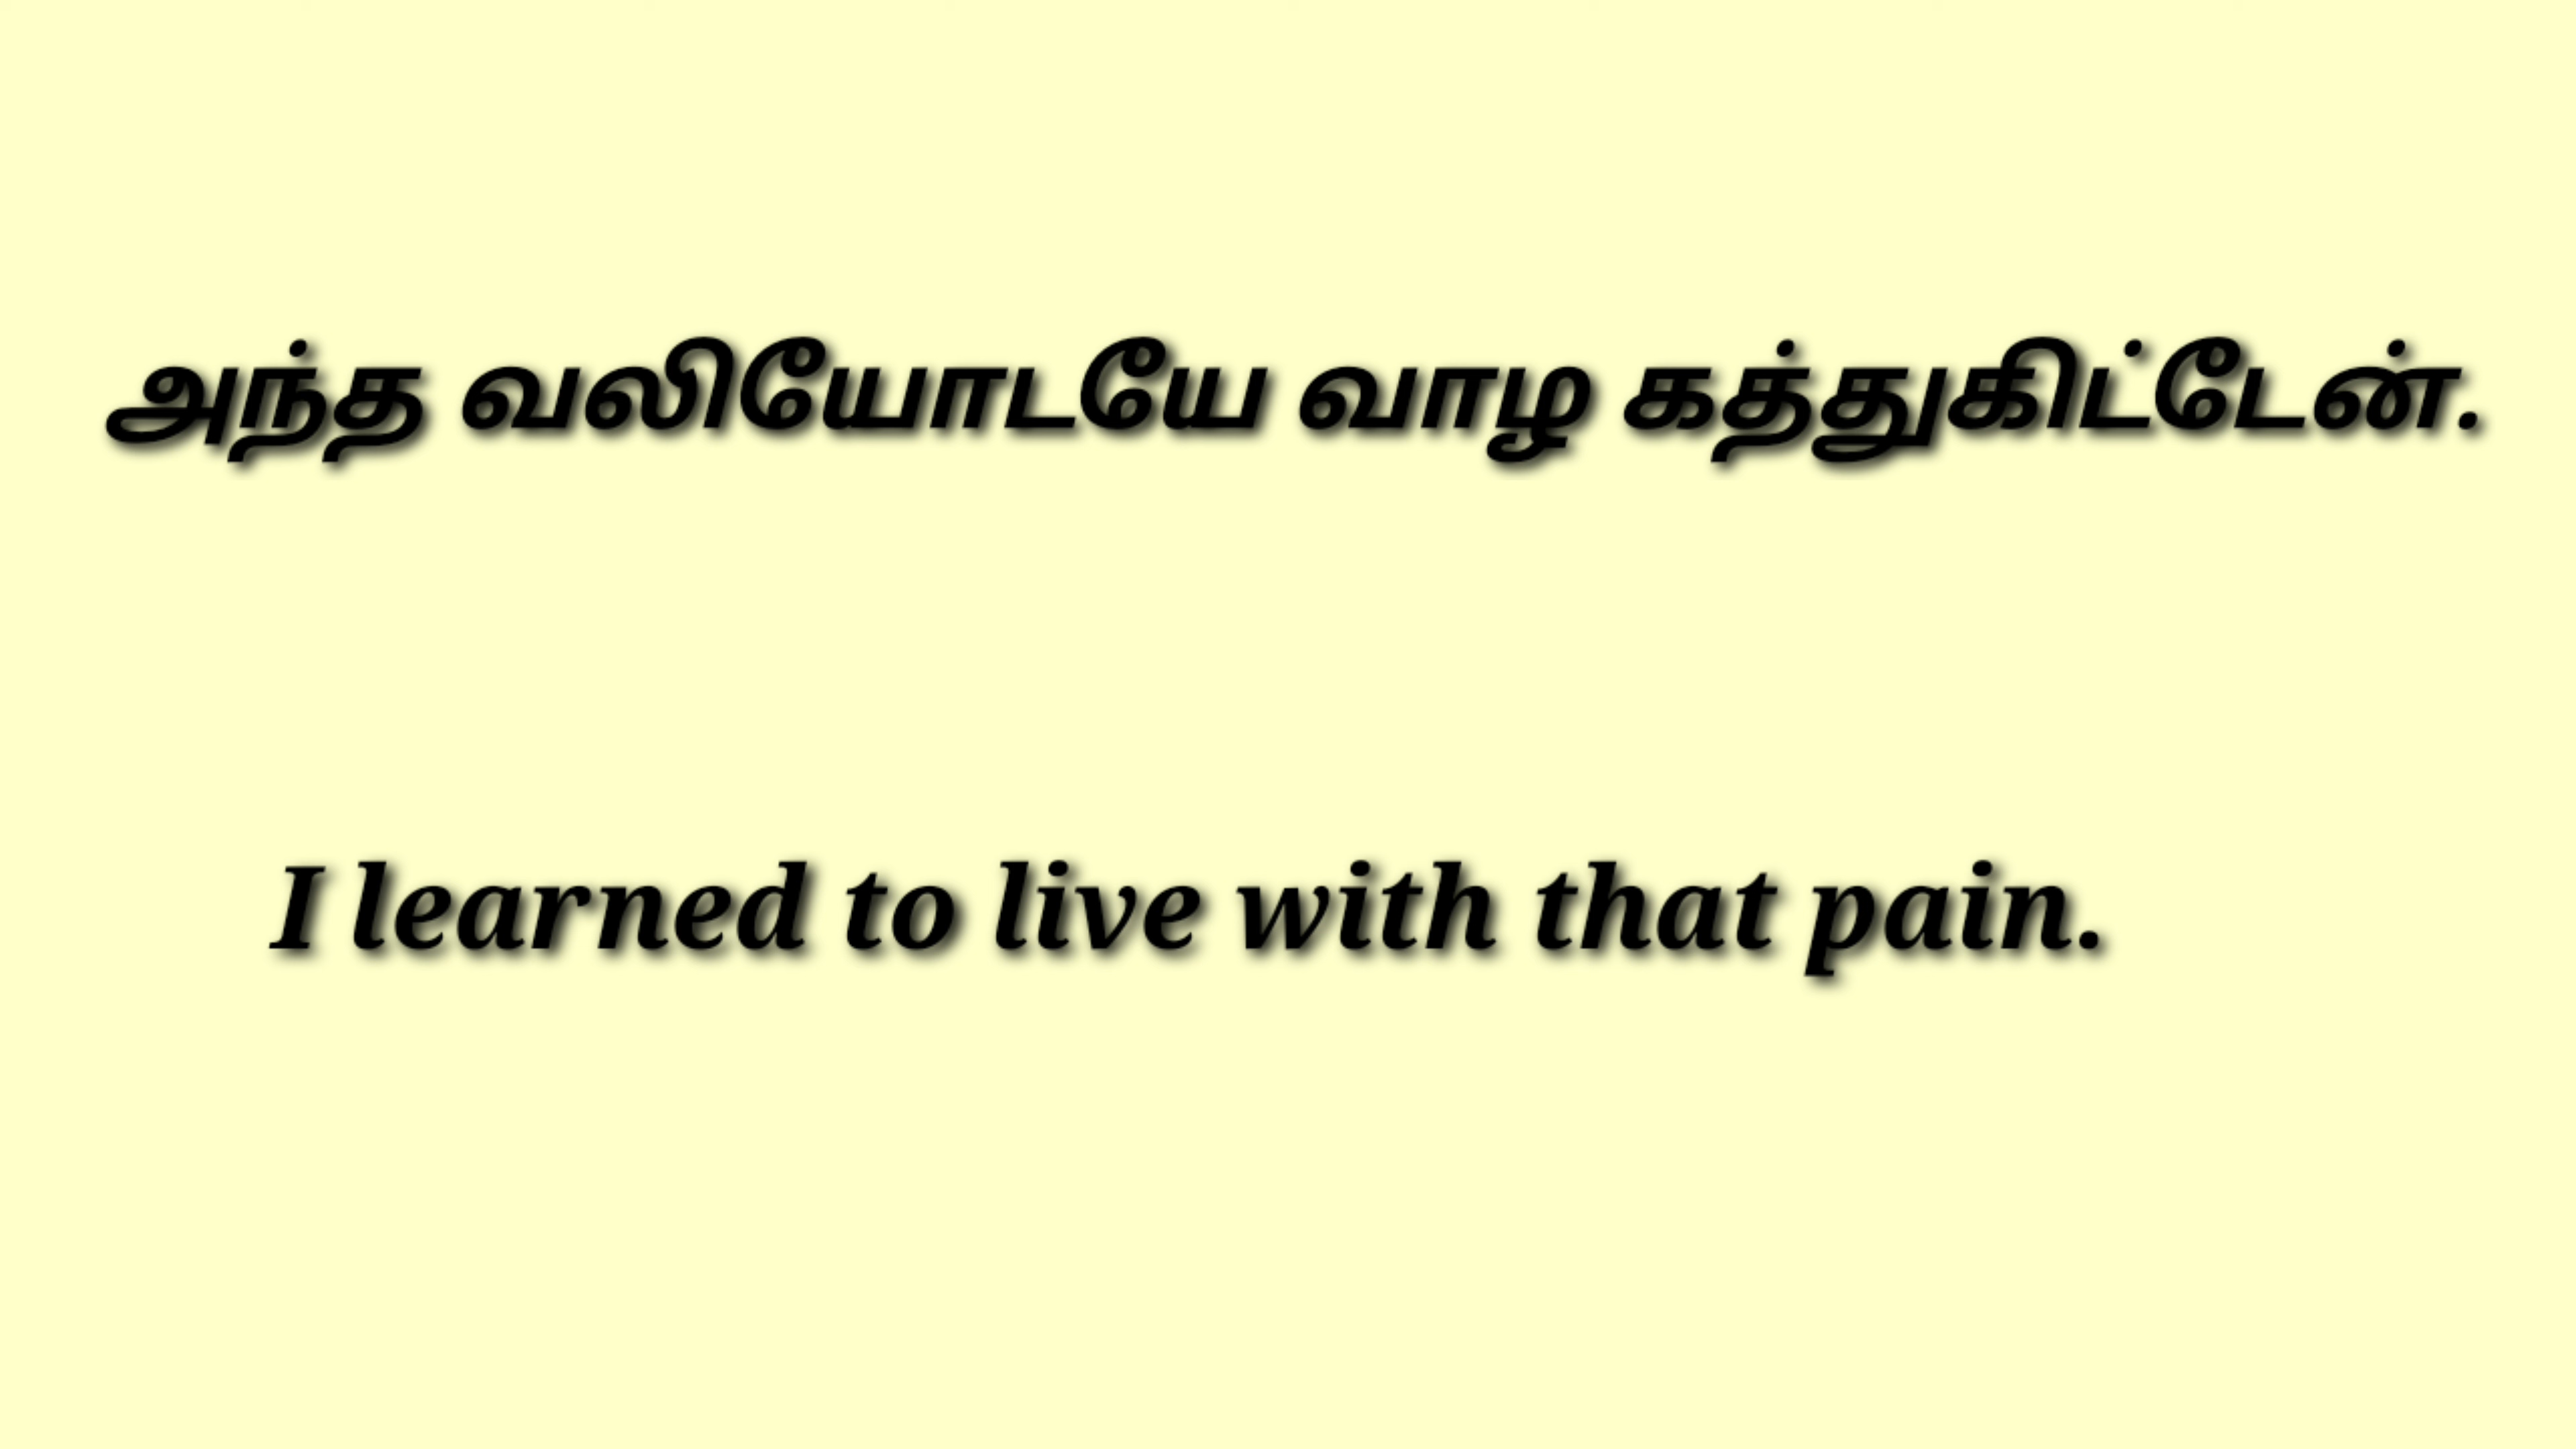 அந்த வலியோடயே வாழ கத்துகிட்டேன்.
I learned to live with that pain.